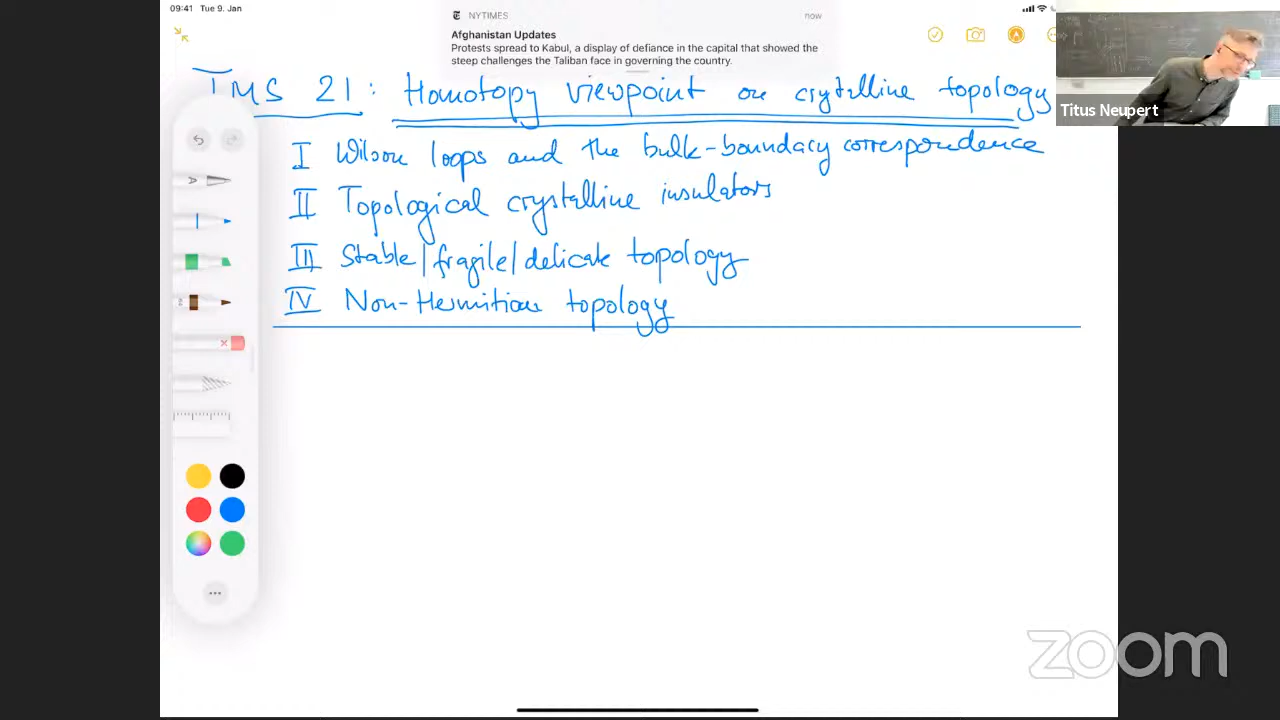 09:41 Tue 9. Jan
NYTIMES
now
Afghanistan Updates
Protests spread to Kabul, a display of defiance in the capital that showed the
steep challenges the Taliban face in governing the country.
Titus Neupert
TMS 21: Homotopy viewpoint on crytalline topology
I Wilson loops and the bulk-boundary correspondence
II Topological crystalline insulators
III Stable/fragile/delicate topology
IV Non-Hermitian topology
zoom